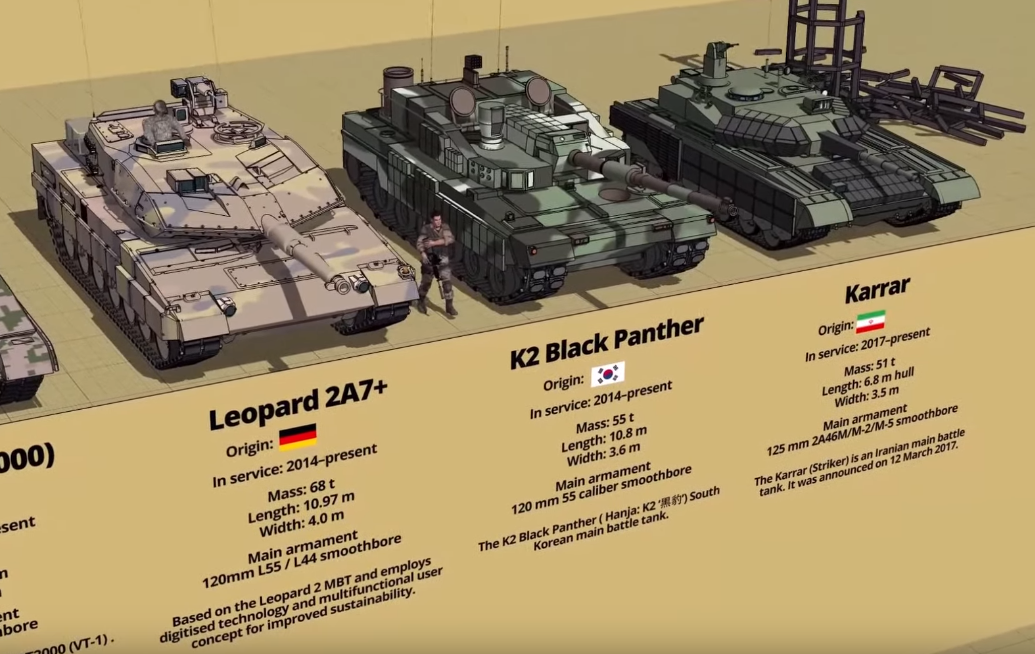 000)
esent
m
nt
bore
T2000 (VT-1) .
Leopard 2A7+
Origin:
In service: 2014–present
Mass: 68 t
Length: 10.97 m
Width: 4.0 m
Main armament
120mm L55 / L44 smoothbore
Based on the Leopard 2 MBT and employs
digitised technology and multifunctional user
concept for improved sustainability.
K2 Black Panther
Origin:
In service: 2014–present
Mass: 55 t
Length: 10.8 m
Width: 3.6 m
Main armament
120 mm 55 caliber smoothbore
The K2 Black Panther ( Hanja: K2 '黑豹') South
Korean main battle tank.
Karrar
Origin:
In service: 2017–present
Mass: 51 t
Length: 6.8 m hull
Width: 3.5 m
Main armament
125 mm 2A46M/M-2/M-5 smoothbore
The Karrar (Striker) is an Iranian main battle
tank. It was announced on 12 March 2017.